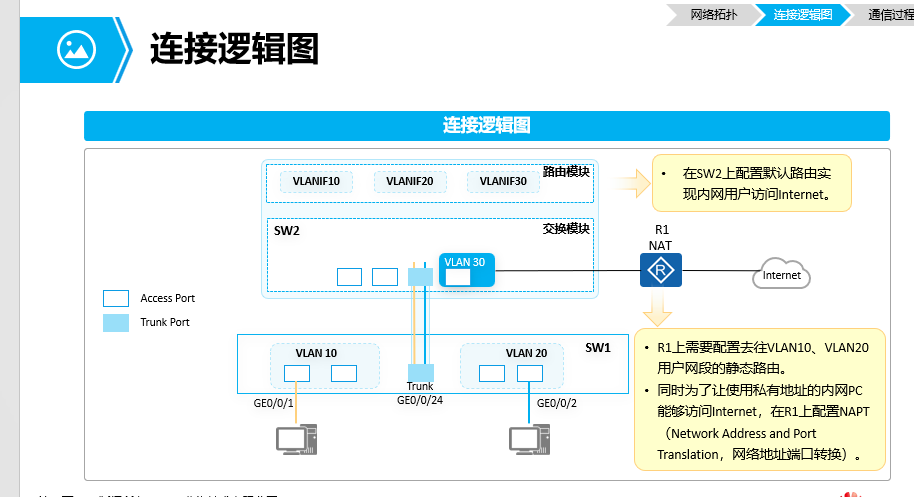 网络拓扑
连接逻辑图
通信过程
连接逻辑图
连接逻辑图
VLANIF10
VLANIF20
VLANIF30
路由模块
SW2
交换模块
VLAN 30
• 在SW2上配置默认路由实
现内网用户访问Internet。
R1
NAT
Internet
Access Port
Trunk Port
VLAN 10
VLAN 20
SW1
Trunk
GE0/0/24
GE0/0/1
GE0/0/2
• R1上需要配置去往VLAN10、VLAN20
用户网段的静态路由。
• 同时为了让使用私有地址的内网PC
能够访问Internet，在R1上配置NAPT
（Network Address and Port
Translation，网络地址端口转换）。